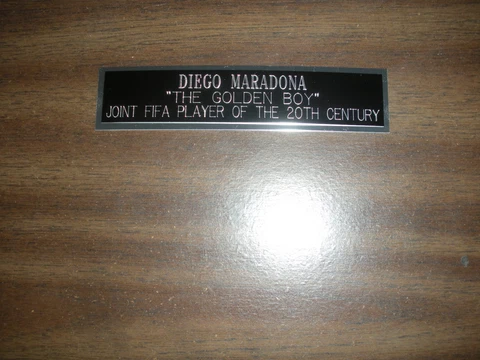 DIEGO MARADONA
"THE GOLDEN BOY"
JOINT FIFA PLAYER OF THE 20TH CENTURY